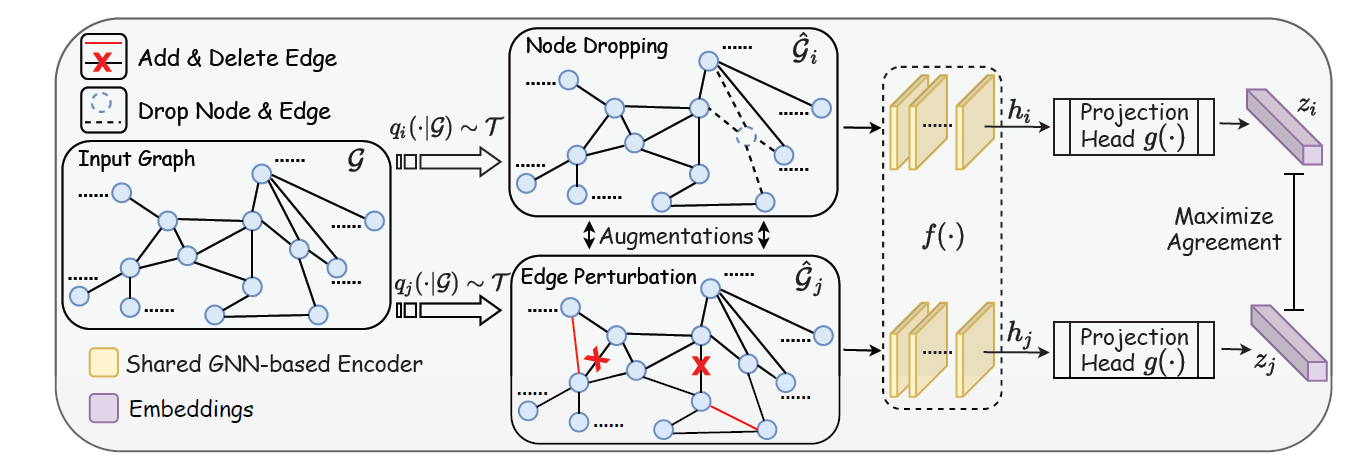 Add & Delete Edge
Drop Node & Edge
Input Graph
𝒢
......
......
......
......
......
......
Shared GNN-based Encoder
Embeddings
q_i(·|𝒢) ~ 𝒯
q_j(·|𝒢) ~ 𝒯
Node Dropping
𝒢̂_i
......
......
......
......
......
......
Augmentations
Edge Perturbation
𝒢̂_j
......
......
......
......
......
......
......
f(·)
......
h_i
h_j
Projection
Head g(·)
Projection
Head g(·)
z_i
Maximize
Agreement
z_j